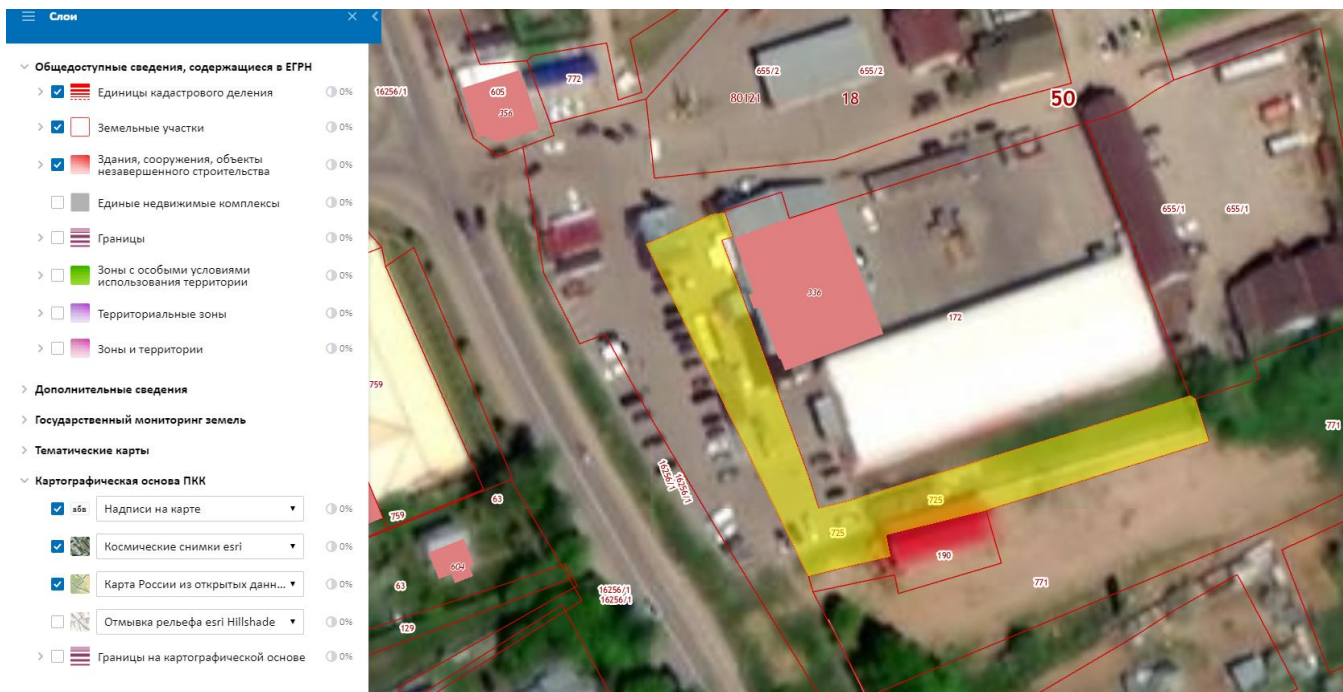 Слои
Общедоступные сведения, содержащиеся в ЕГРН
Единицы кадастрового деления 0%
Земельные участки 0%
Здания, сооружения, объекты
незавершенного строительства 0%
Единые недвижимые комплексы 0%
Границы 0%
Зоны с особыми условиями
использования территории 0%
Территориальные зоны 0%
Зоны и территории 0%
Дополнительные сведения
Государственный мониторинг земель
Тематические карты
Картографическая основа ПКК
абв Надписи на карте 0%
Космические снимки esri 0%
Карта России из открытых данн... 0%
Отмывка рельефа esri Hillshade 0%
Границы на картографической основе 0%
16256/1
605
356
772
655/2
655/2
80121
18
50
655/1
655/1
336
172
759
771
16256/1
16256/1
63
759
725
725
190
604
63
771
16256/1
16256/1
129